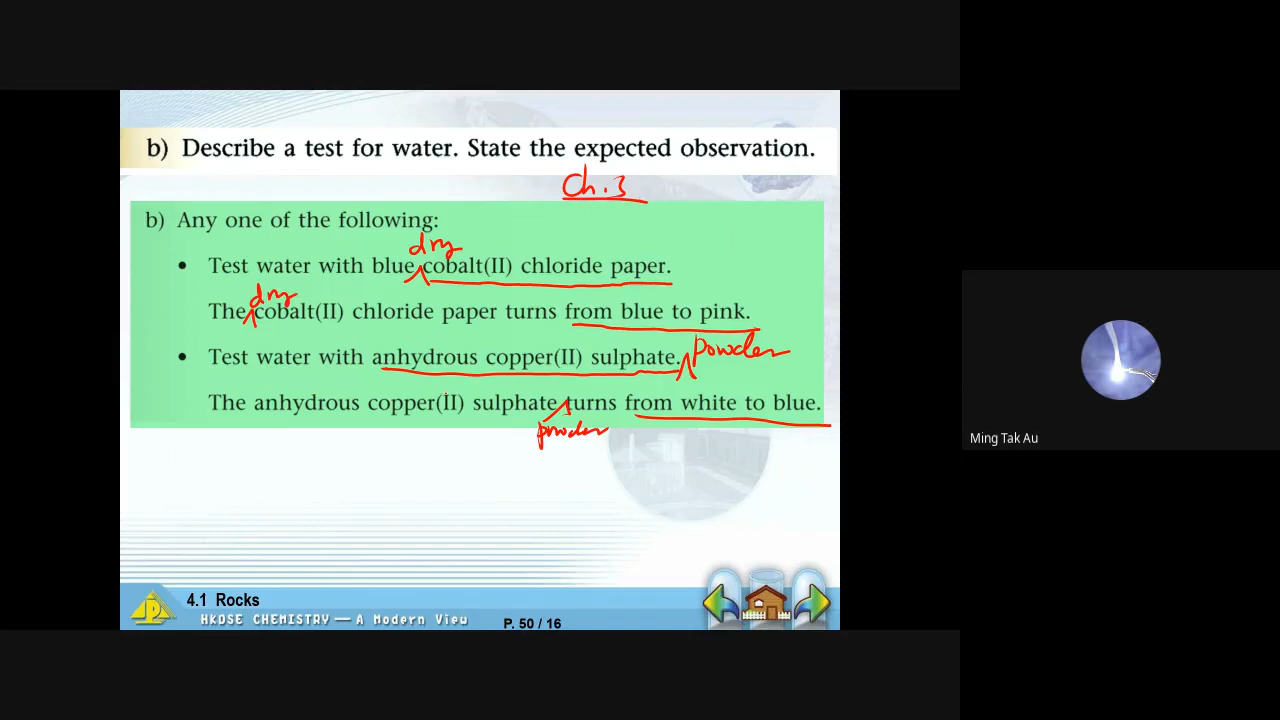 b) Describe a test for water. State the expected observation.
Ch.3
b) Any one of the following:
dry
• Test water with blue cobalt(II) chloride paper.
dry
The cobalt(II) chloride paper turns from blue to pink.
• Test water with anhydrous copper(II) sulphate. powder
The anhydrous copper(II) sulphate turns from white to blue.
powder
Ming Tak Au
4.1 Rocks
HKDSE CHEMISTRY — A Modern View
P. 50 / 16